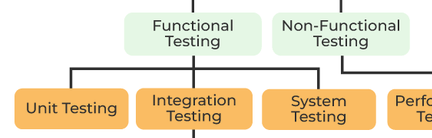 Functional
Testing
Non-Functional
Testing
Unit Testing
Integration
Testing
System
Testing